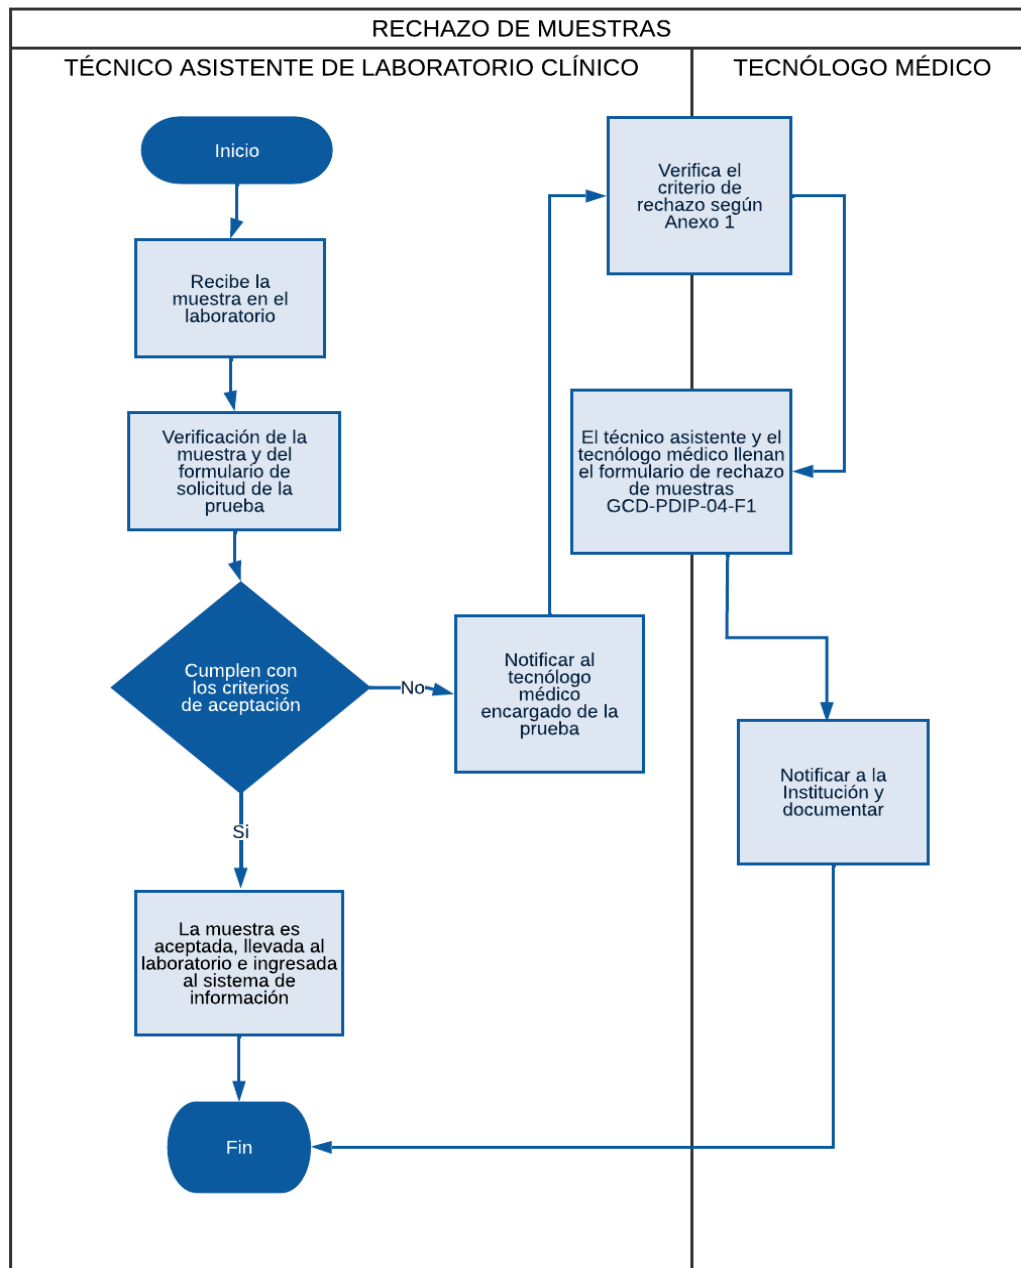 RECHAZO DE MUESTRAS
TÉCNICO ASISTENTE DE LABORATORIO CLÍNICO
TECNÓLOGO MÉDICO
Inicio
Recibe la
muestra en el
laboratorio
Verificación de la
muestra y del
formulario de
solicitud de la
prueba
Cumplen con
los criterios
de aceptación
No
Notificar al
tecnólogo
médico
encargado de la
prueba
Verifica el
criterio de
rechazo según
Anexo 1
El técnico asistente y el
tecnólogo médico llenan
el formulario de rechazo
de muestras
GCD-PDIP-04-F1
Notificar a la
Institución y
documentar
Si
La muestra es
aceptada, llevada al
laboratorio e ingresada
al sistema de
información
Fin